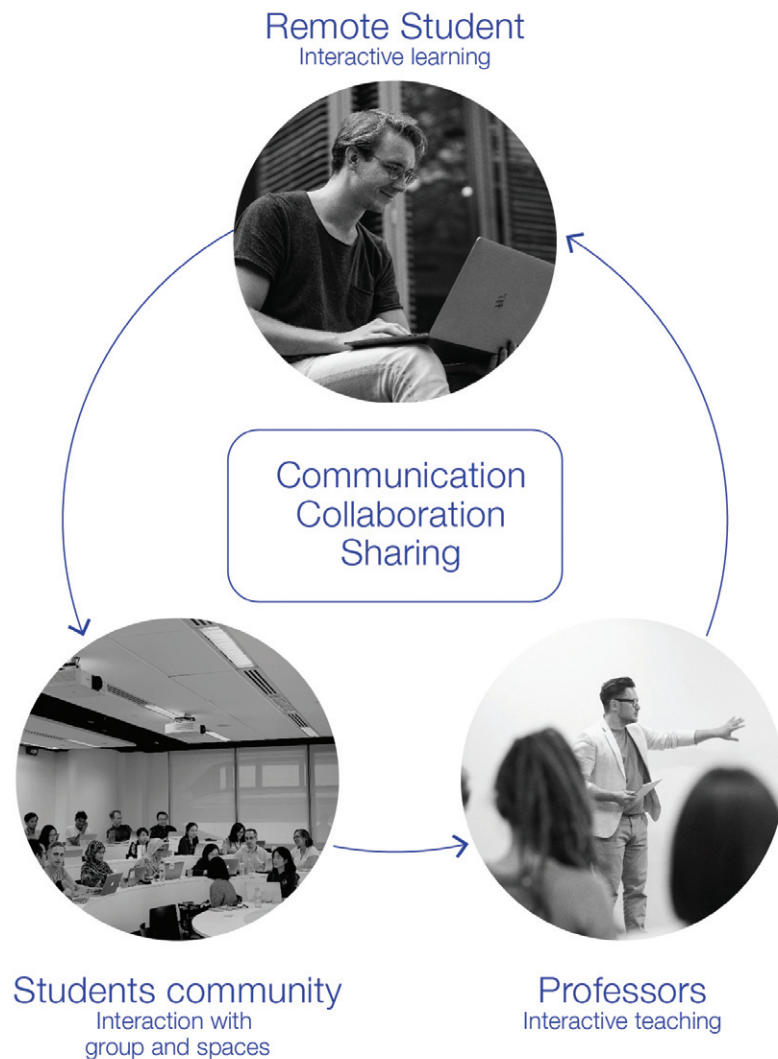 Remote Student
Interactive learning
Communication
Collaboration
Sharing
Students community
Interaction with
group and spaces
Professors
Interactive teaching